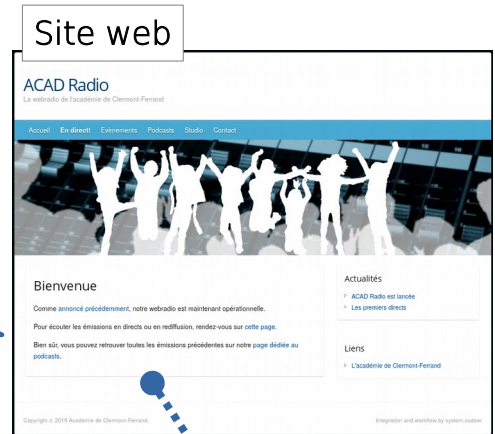 Site web
ACAD Radio
La webradio de l'académie de Clermont-Ferrand
Accueil En direct! Evènements Podcasts Studio Contact
Bienvenue
Comme annoncé précédemment, notre webradio est maintenant opérationnelle.
Pour écouter les émissions en directs ou en rediffusion, rendez-vous sur cette page.
Bien sûr, vous pouvez retrouver toutes les émissions précédentes sur notre page dédiée au
podcasts.
Actualités
ACAD Radio est lancée
Les premiers directs
Liens
L'académie de Clermont-Ferrand
Copyright © 2015 Académie de Clermont-Ferrand.
Integration and workflow by